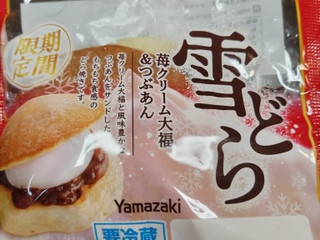 期間
限定
雪どら
苺クリーム大福
&つぶあん
苺クリーム大福と風味豊かな
つぶあんをサンドした
もちもち食感の
どら焼きです。
Yamazaki
要冷蔵